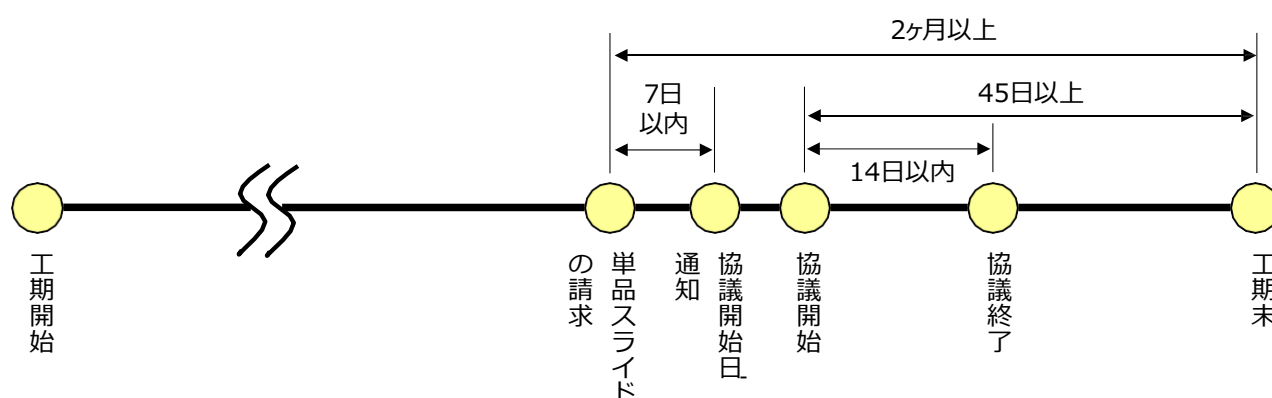 2ヶ月以上
7日
以内
45日以上
14日以内
工期開始
単品スライド
の請求
協議開始日
通知
協議開始
協議終了
工期末